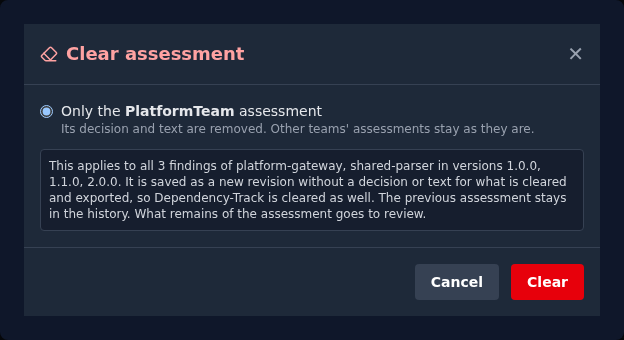 Clear assessment
Only the PlatformTeam assessment
Its decision and text are removed. Other teams' assessments stay as they are.
This applies to all 3 findings of platform-gateway, shared-parser in versions 1.0.0,
1.1.0, 2.0.0. It is saved as a new revision without a decision or text for what is cleared
and exported, so Dependency-Track is cleared as well. The previous assessment stays
in the history. What remains of the assessment goes to review.
Cancel
Clear